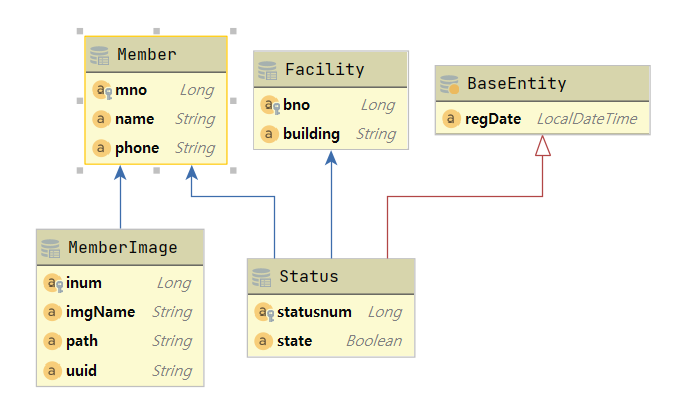 Member
mno Long
name String
phone String
Facility
bno Long
building String
BaseEntity
regDate LocalDateTime
MemberImage
inum Long
imgName String
path String
uuid String
Status
statusnum Long
state Boolean